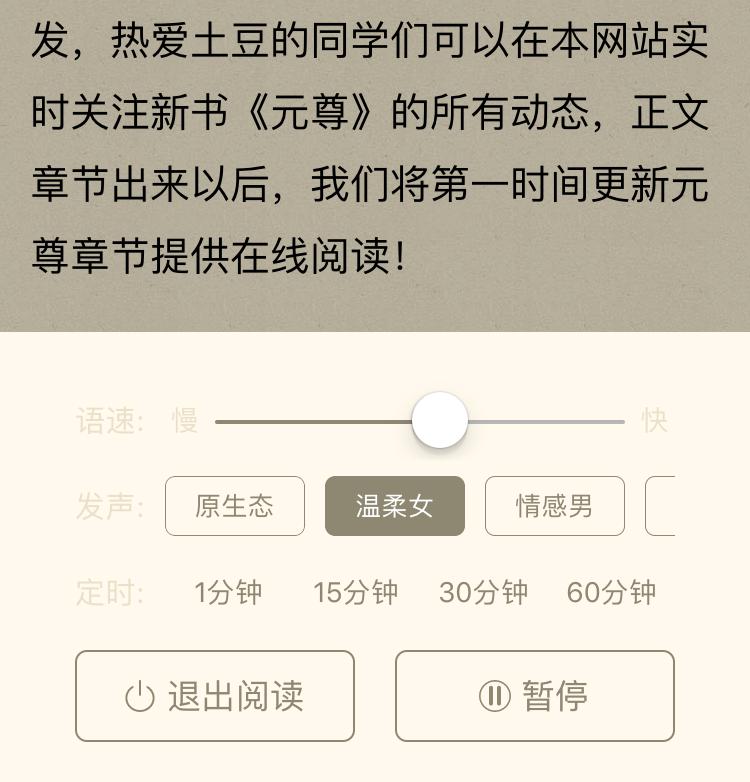 发，热爱土豆的同学们可以在本网站实
时关注新书《元尊》的所有动态，正文
章节出来以后，我们将第一时间更新元
尊章节提供在线阅读！
语速: 慢 快
发声: 原生态 温柔女 情感男
定时: 1分钟 15分钟 30分钟 60分钟
退出阅读 暂停